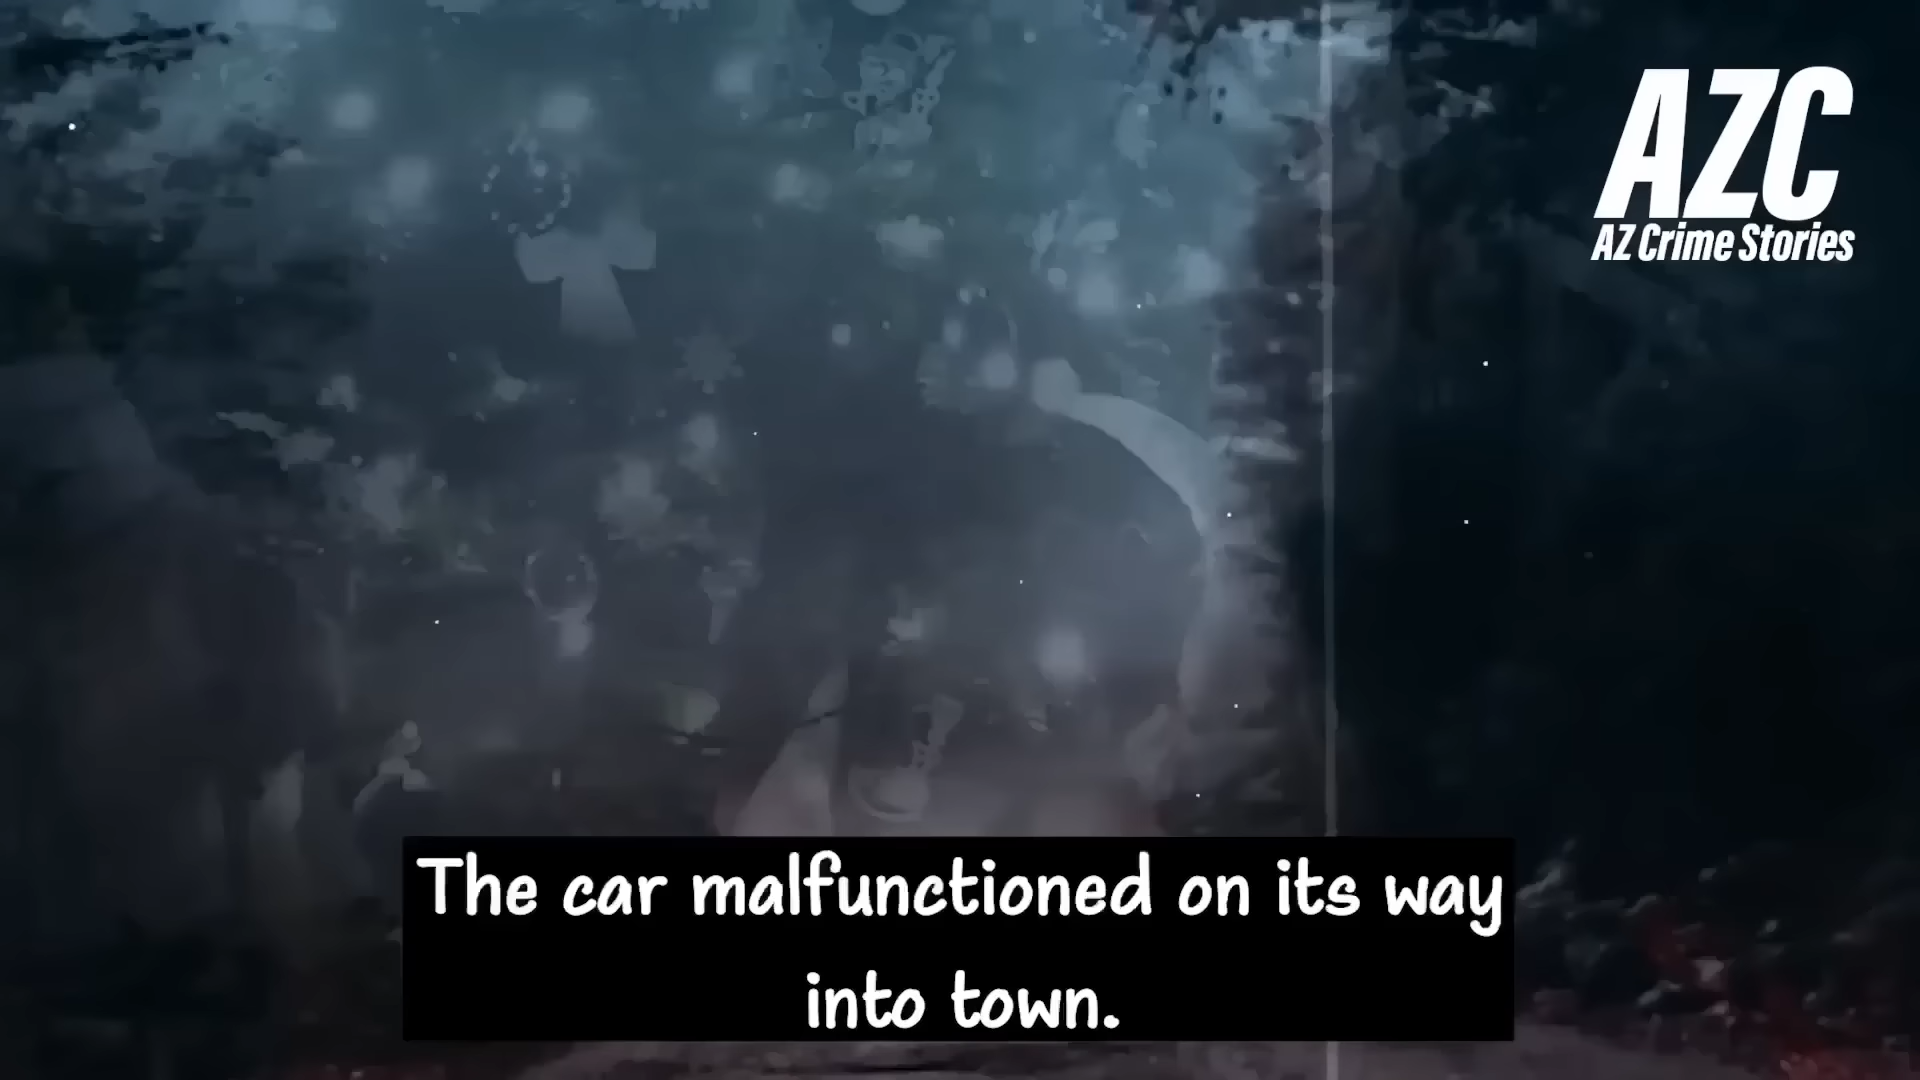 AZC
AZ Crime Stories
The car malfunctioned on its way
into town.